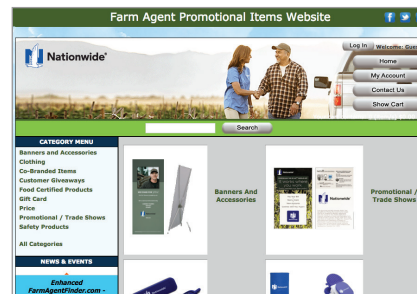 Farm Agent Promotional Items Website
Nationwide®
Log In
Welcome: Gues
Home
My Account
Contact Us
Show Cart
Search
CATEGORY MENU
Banners and Accessories
Clothing
Co-Branded Items
Customer Giveaways
Food Certified Products
Gift Card
Price
Promotional / Trade Shows
Safety Products
All Categories
NEWS & EVENTS
Enhanced
FarmAgentFinder.com -
Banners And
Accessories
Nationwide
Promotional /
Trade Shows